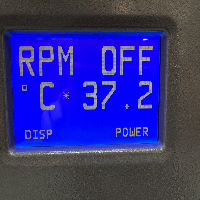 RPM OFF
°C * 37.2
DISP POWER